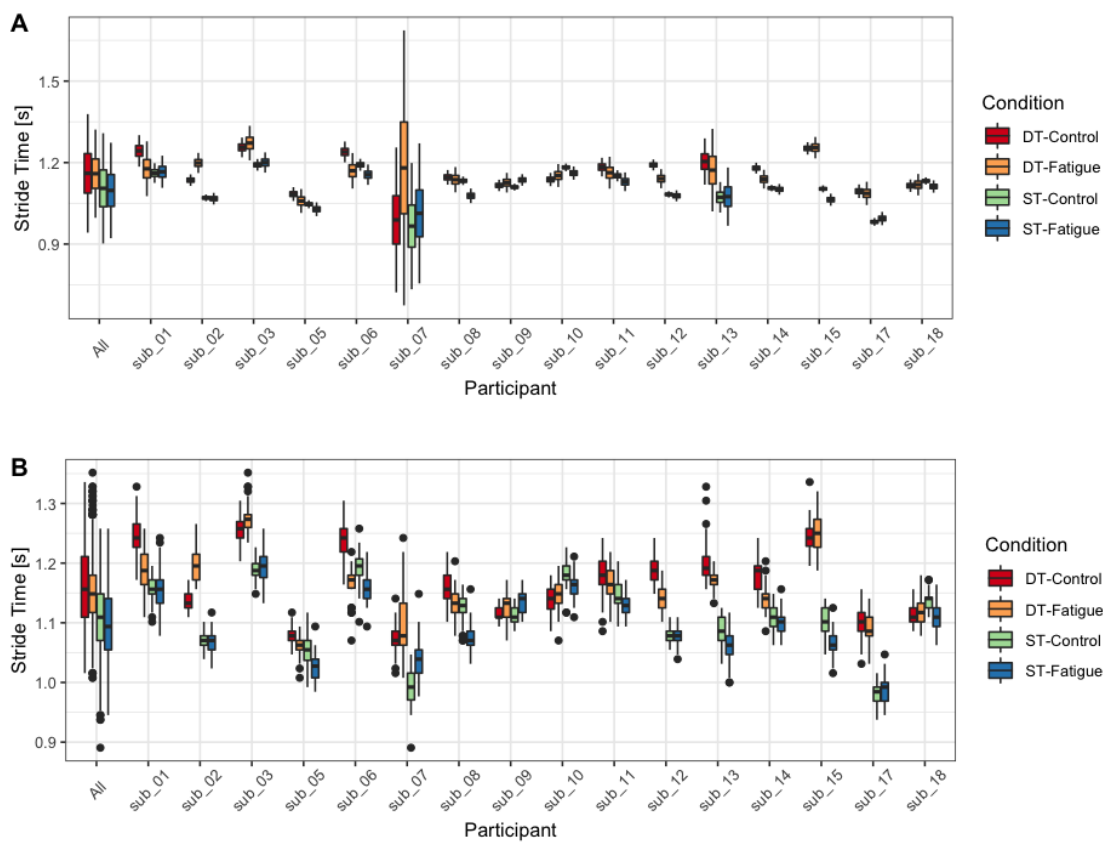 A
Stride Time [s]
1.5
1.2
0.9
All
sub_01
sub_02
sub_03
sub_05
sub_06
sub_07
sub_08
sub_09
sub_10
sub_11
sub_12
sub_13
sub_14
sub_15
sub_17
sub_18
Participant
Condition
DT-Control
DT-Fatigue
ST-Control
ST-Fatigue
B
Stride Time [s]
1.3
1.2
1.1
1.0
0.9
All
sub_01
sub_02
sub_03
sub_05
sub_06
sub_07
sub_08
sub_09
sub_10
sub_11
sub_12
sub_13
sub_14
sub_15
sub_17
sub_18
Participant
Condition
DT-Control
DT-Fatigue
ST-Control
ST-Fatigue